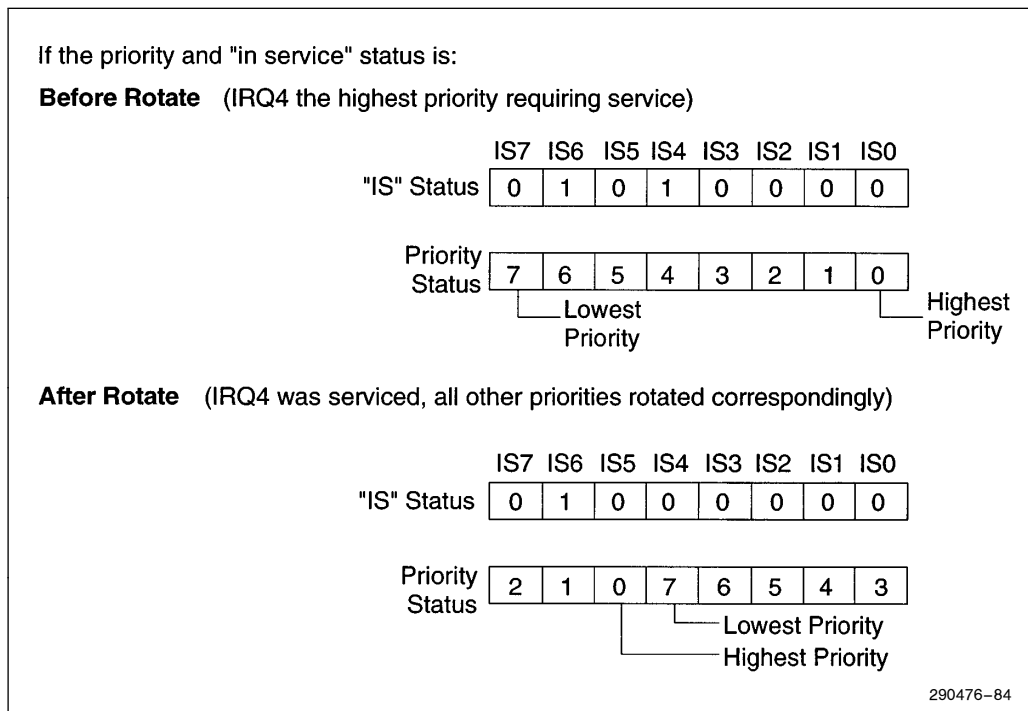 If the priority and "in service" status is:
Before Rotate (IRQ4 the highest priority requiring service)
IS7 IS6 IS5 IS4 IS3 IS2 IS1 IS0
"IS" Status 0 1 0 1 0 0 0 0
Priority
Status 7 6 5 4 3 2 1 0
Lowest
Priority
Highest
Priority
After Rotate (IRQ4 was serviced, all other priorities rotated correspondingly)
IS7 IS6 IS5 IS4 IS3 IS2 IS1 IS0
"IS" Status 0 1 0 0 0 0 0 0
Priority
Status 2 1 0 7 6 5 4 3
Lowest Priority
Highest Priority
290476–84